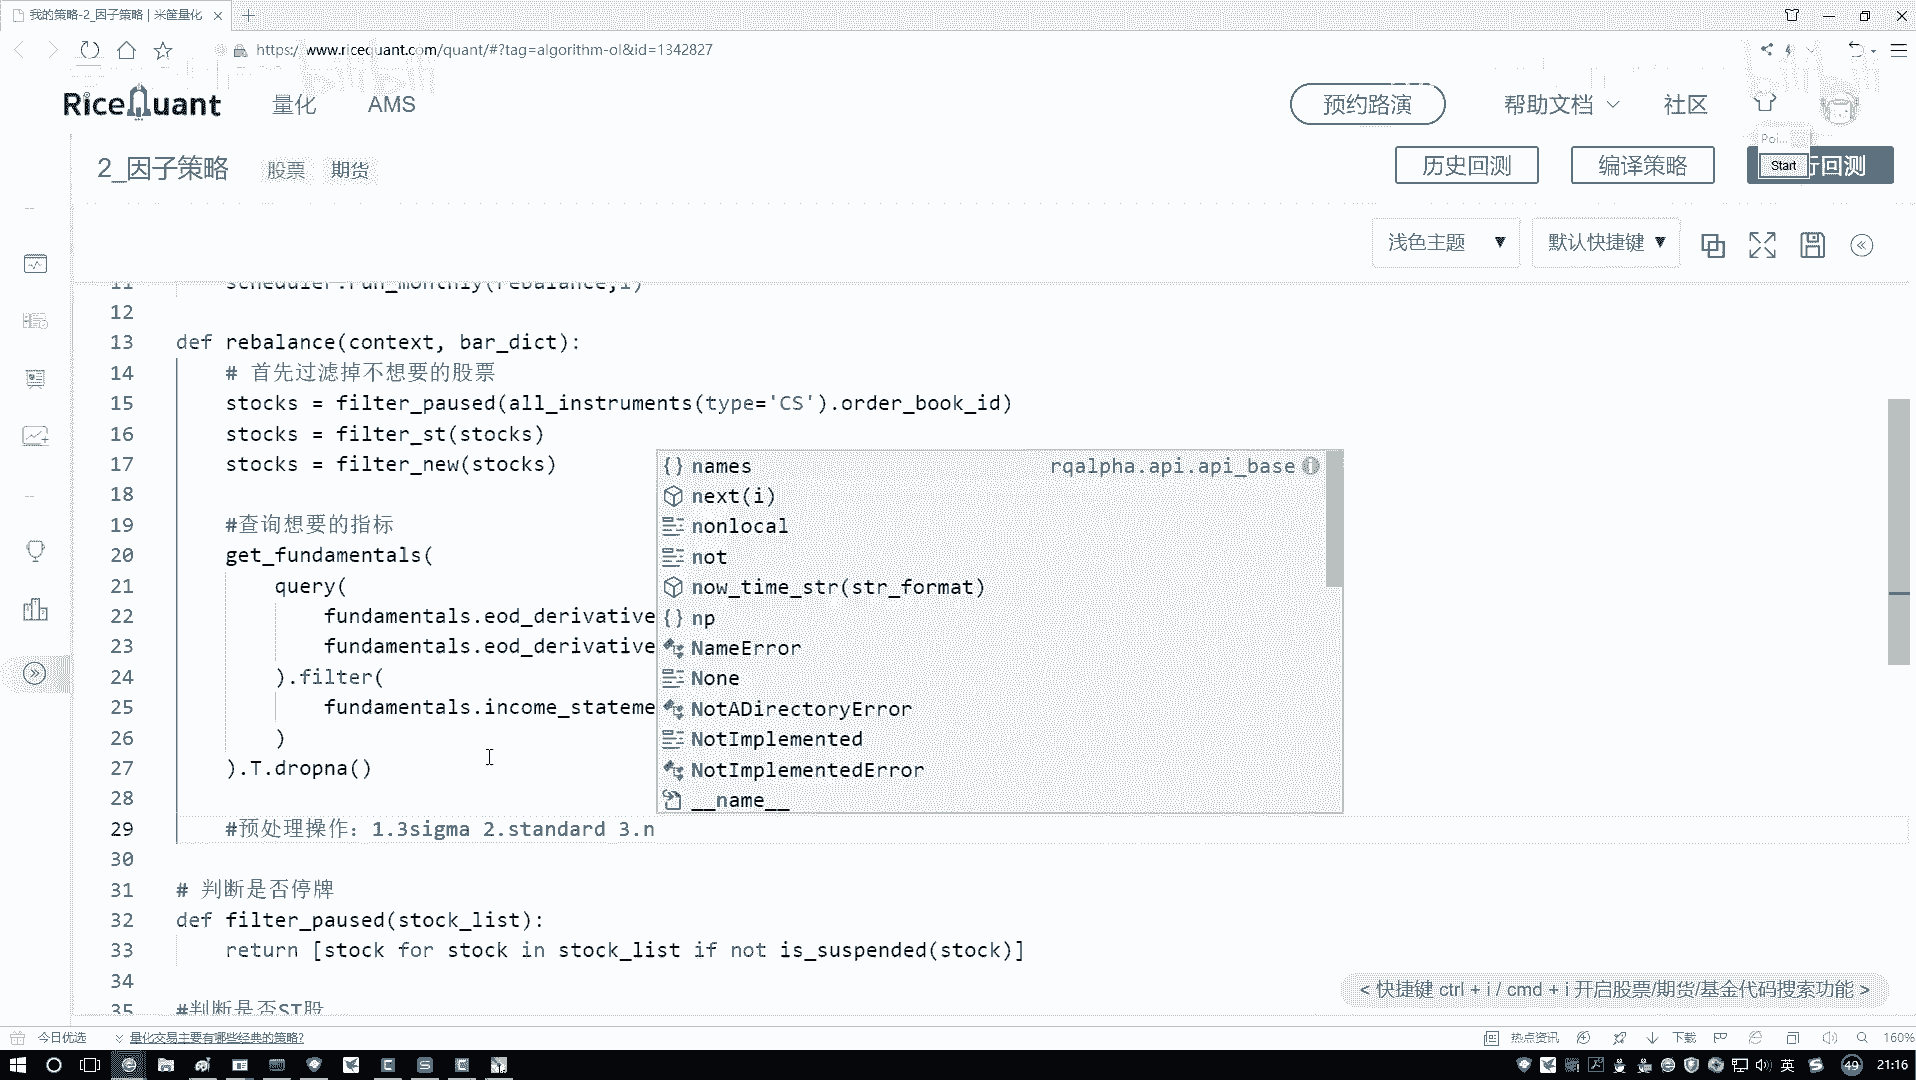 我的策略-2_因子策略 | 米筐量化
https://www.ricequant.com/quant/#?tag=algorithm-ol&id=1342827
RiceQuant 量化 AMS 预约路演 帮助文档 社区
Poi...
2_因子策略 股票 期货 历史回测 编译策略 Start 行回测
浅色主题 默认快捷键
11 scheduler.run_monthly(rebalance,1)
12
13 def rebalance(context, bar_dict):
14 # 首先过滤掉不想要的股票
15 stocks = filter_paused(all_instruments(type='CS').order_book_id)
16 stocks = filter_st(stocks)
17 stocks = filter_new(stocks)
18
19 #查询想要的指标
20 get_fundamentals(
21 query(
22 fundamentals.eod_derivative
23 fundamentals.eod_derivative
24 ).filter(
25 fundamentals.income_stateme
26 )
27 ).T.dropna()
28
29 #预处理操作：1.3sigma 2.standard 3.n
30
31 # 判断是否停牌
32 def filter_paused(stock_list):
33 return [stock for stock in stock_list if not is_suspended(stock)]
34
35 #判断是否ST股
names rqalpha.api.api_base
next(i)
nonlocal
not
now_time_str(str_format)
np
NameError
None
NotADirectoryError
NotImplemented
NotImplementedError
__name__
< 快捷键 ctrl + i / cmd + i 开启股票/期货/基金代码搜索功能 >
今日优选 量化交易主要有哪些经典的策略? 热点资讯 下载 160%
英 49 21:16